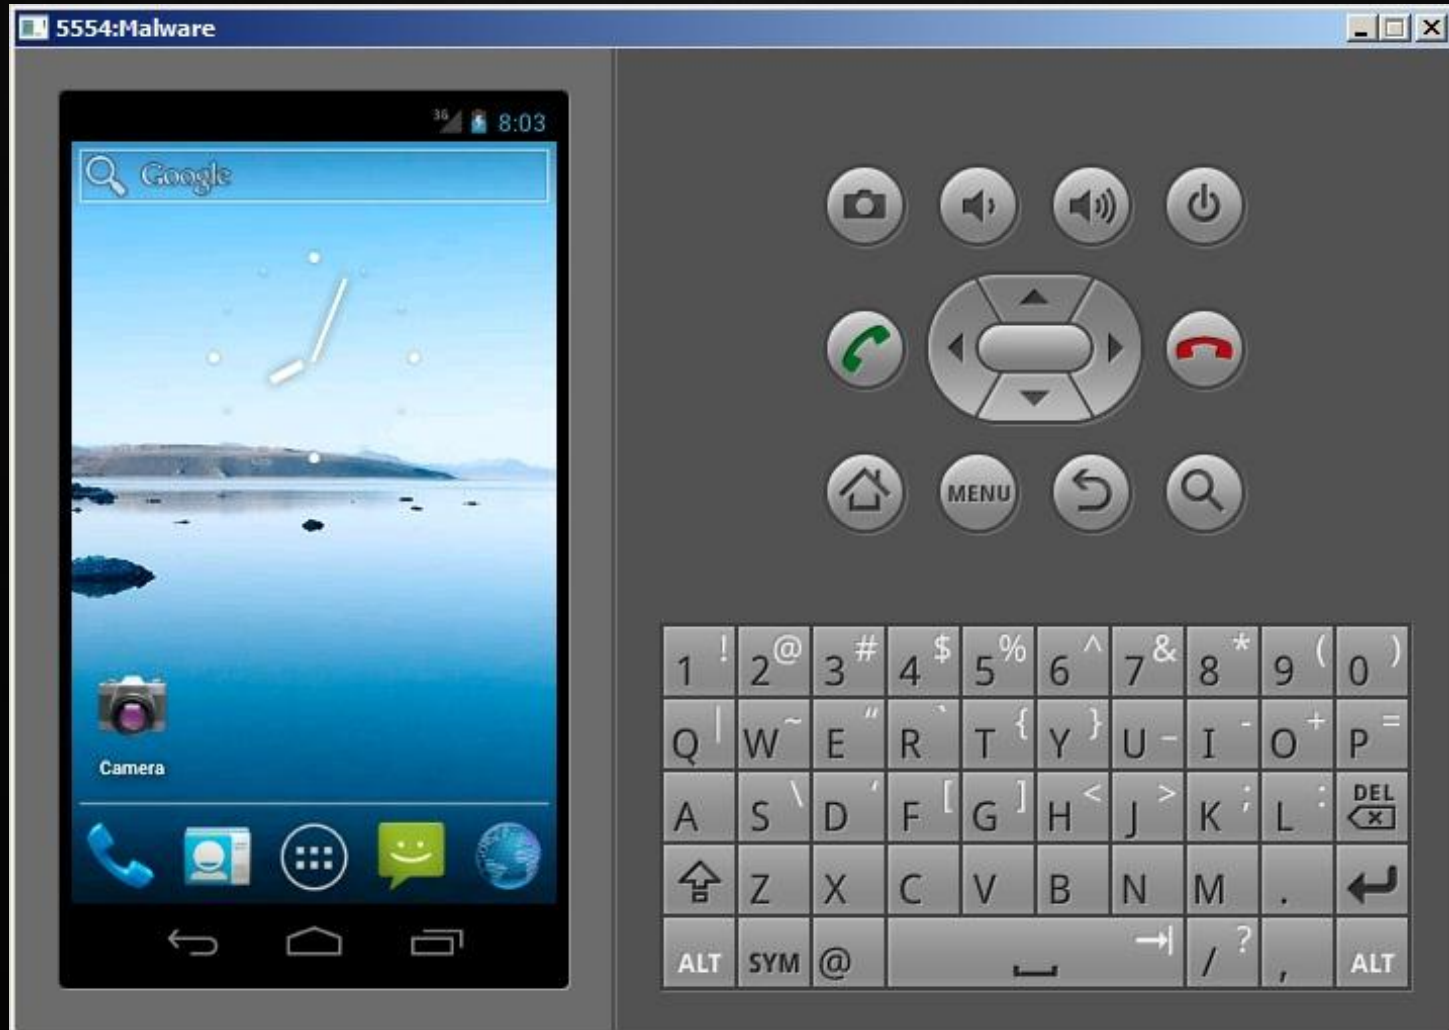 5554:Malware
3G 8:03
Google
Camera
MENU
1 ! 2 @ 3 # 4 $ 5 % 6 ^ 7 & 8 * 9 ( 0 )
Q | W ~ E " R ` T { Y } U _ I - O + P =
A S \ D ' F [ G ] H < J > K ; L : DEL
Z X C V B N M .
ALT SYM @ / ? , ALT